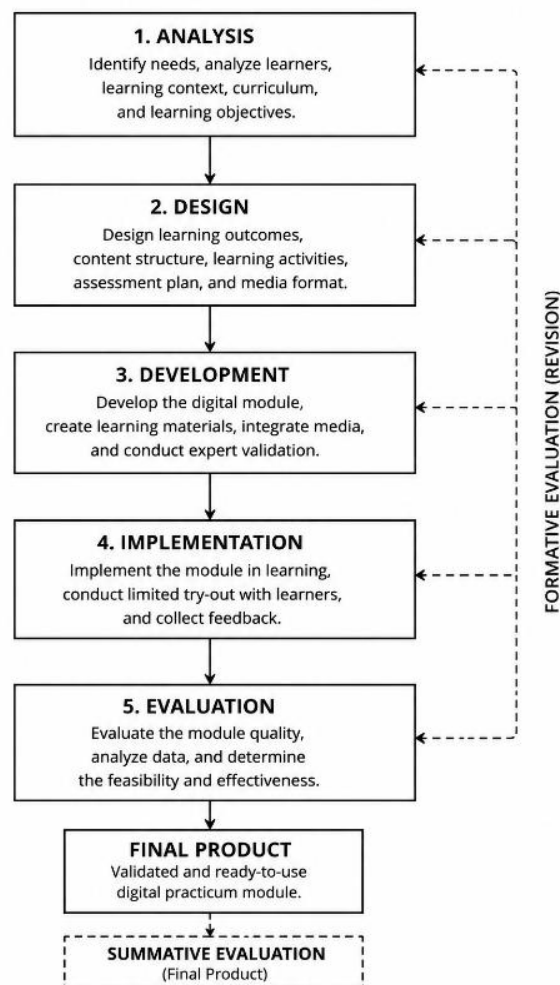 1. ANALYSIS
Identify needs, analyze learners,
learning context, curriculum,
and learning objectives.
2. DESIGN
Design learning outcomes,
content structure, learning activities,
assessment plan, and media format.
3. DEVELOPMENT
Develop the digital module,
create learning materials, integrate media,
and conduct expert validation.
4. IMPLEMENTATION
Implement the module in learning,
conduct limited try-out with learners,
and collect feedback.
5. EVALUATION
Evaluate the module quality,
analyze data, and determine
the feasibility and effectiveness.
FINAL PRODUCT
Validated and ready-to-use
digital practicum module.
SUMMATIVE EVALUATION
(Final Product)
FORMATIVE EVALUATION (REVISION)